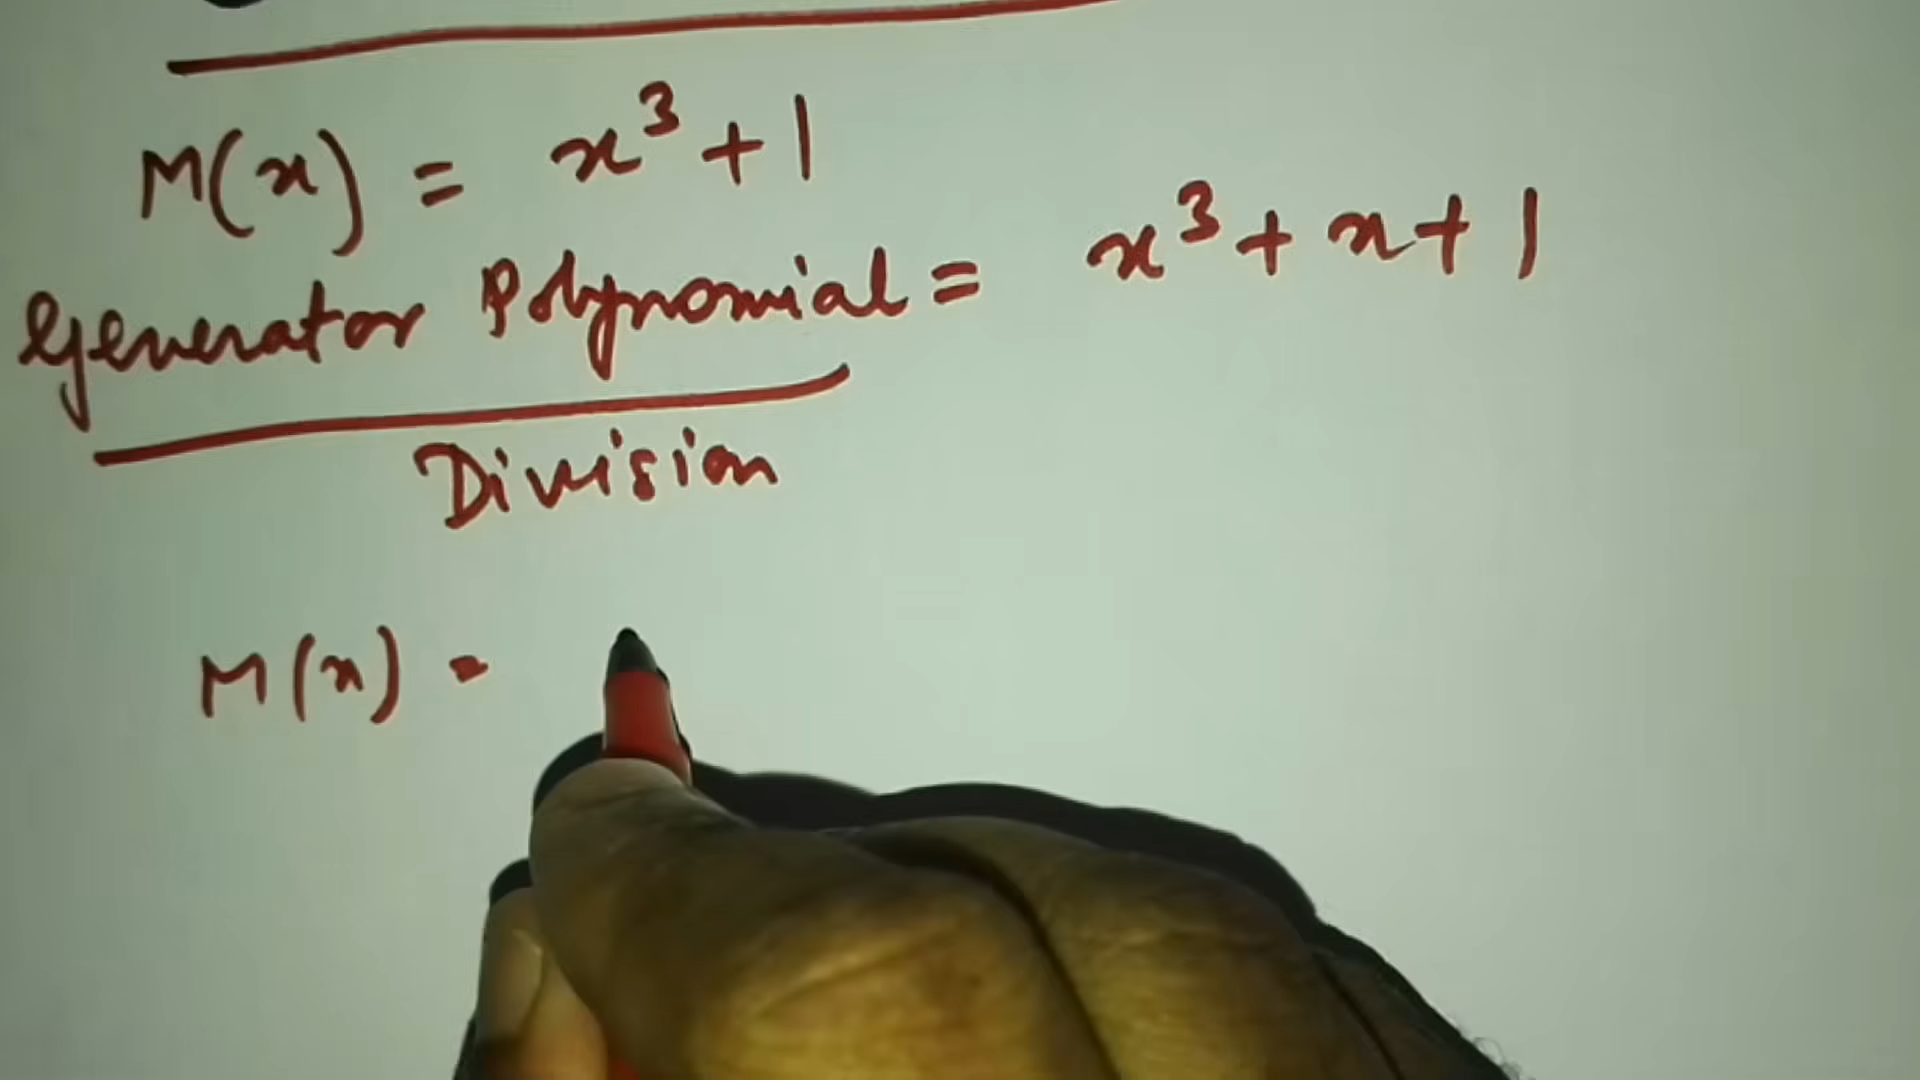 M(x) = x³ + 1
Generator Polynomial = x³ + x + 1
Division
M(x) -